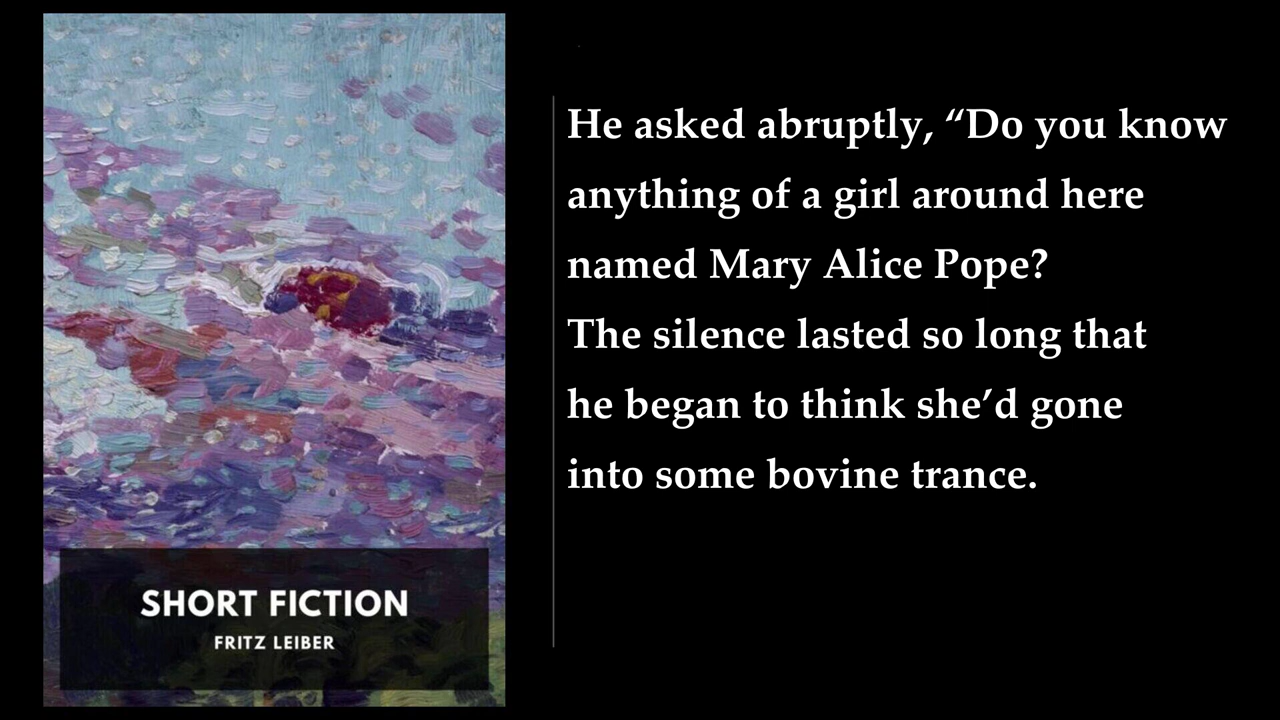 He asked abruptly, “Do you know
anything of a girl around here
named Mary Alice Pope?
The silence lasted so long that
he began to think she’d gone
into some bovine trance.
SHORT FICTION
FRITZ LEIBER